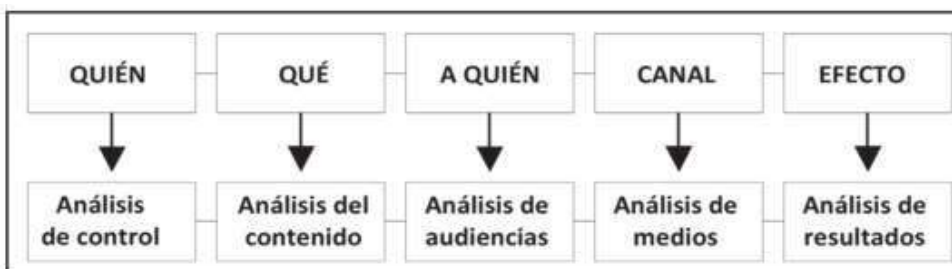 QUIÉN
QUÉ
A QUIÉN
CANAL
EFECTO
Análisis
de control
Análisis del
contenido
Análisis de
audiencias
Análisis de
medios
Análisis de
resultados